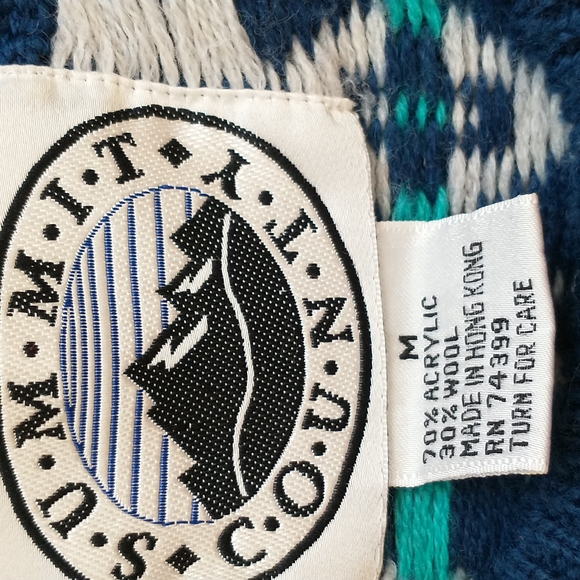 S·U·M·M·I·T
C·O·U·N·T·Y
M
70% ACRYLIC
30% WOOL
MADE IN HONG KONG
RN 74399
TURN FOR CARE